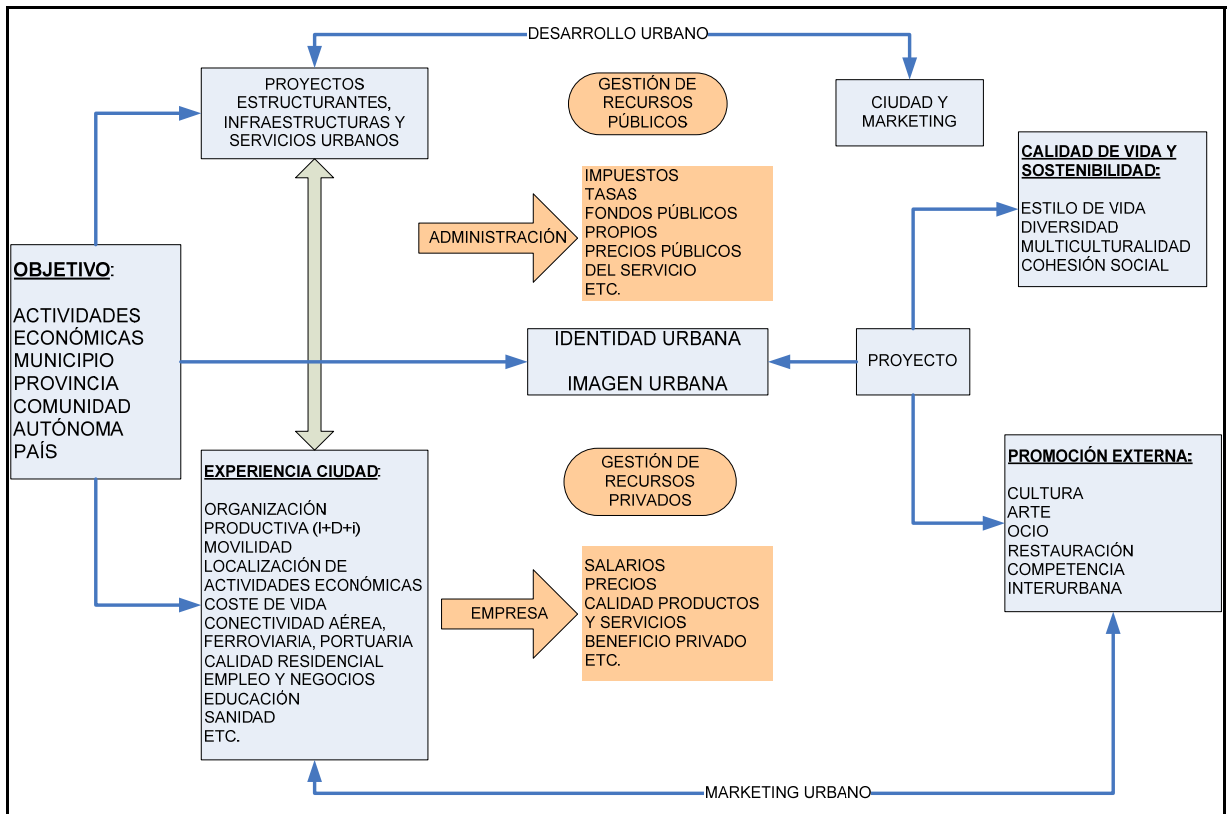 DESARROLLO URBANO
PROYECTOS
ESTRUCTURANTES,
INFRAESTRUCTURAS Y
SERVICIOS URBANOS
GESTIÓN DE
RECURSOS
PÚBLICOS
CIUDAD Y
MARKETING
CALIDAD DE VIDA Y
SOSTENIBILIDAD:
ESTILO DE VIDA
DIVERSIDAD
MULTICULTURALIDAD
COHESIÓN SOCIAL
ADMINISTRACIÓN
IMPUESTOS
TASAS
FONDOS PÚBLICOS
PROPIOS
PRECIOS PÚBLICOS
DEL SERVICIO
ETC.
OBJETIVO:
ACTIVIDADES
ECONÓMICAS
MUNICIPIO
PROVINCIA
COMUNIDAD
AUTÓNOMA
PAÍS
IDENTIDAD URBANA
IMAGEN URBANA
PROYECTO
EXPERIENCIA CIUDAD:
ORGANIZACIÓN
PRODUCTIVA (I+D+i)
MOVILIDAD
LOCALIZACIÓN DE
ACTIVIDADES ECONÓMICAS
COSTE DE VIDA
CONECTIVIDAD AÉREA,
FERROVIARIA, PORTUARIA
CALIDAD RESIDENCIAL
EMPLEO Y NEGOCIOS
EDUCACIÓN
SANIDAD
ETC.
GESTIÓN DE
RECURSOS
PRIVADOS
EMPRESA
SALARIOS
PRECIOS
CALIDAD PRODUCTOS
Y SERVICIOS
BENEFICIO PRIVADO
ETC.
PROMOCIÓN EXTERNA:
CULTURA
ARTE
OCIO
RESTAURACIÓN
COMPETENCIA
INTERURBANA
MARKETING URBANO